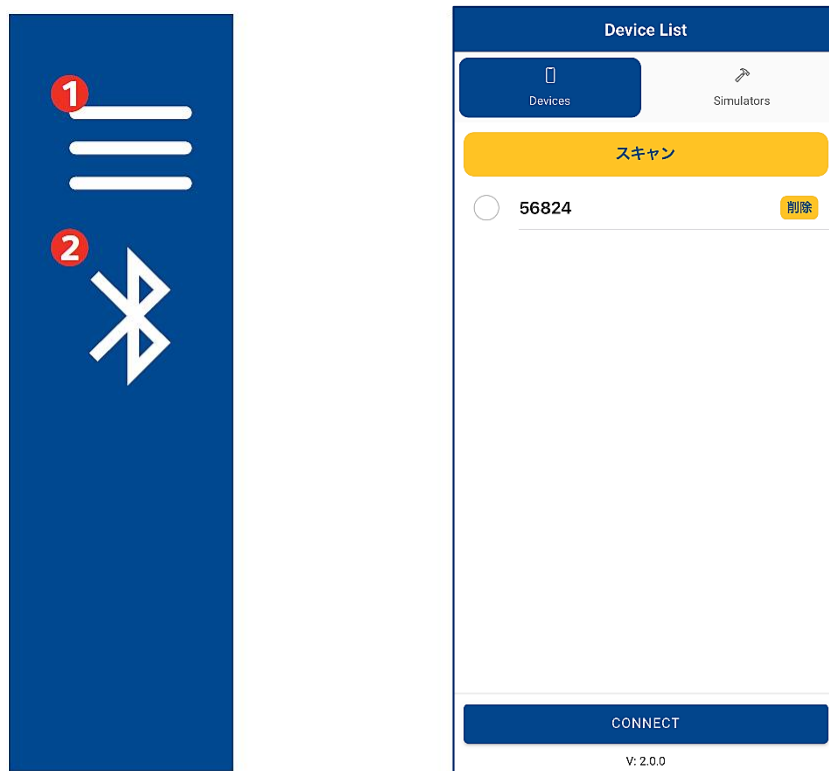 1
2
Device List
Devices
Simulators
スキャン
56824
削除
CONNECT
V: 2.0.0